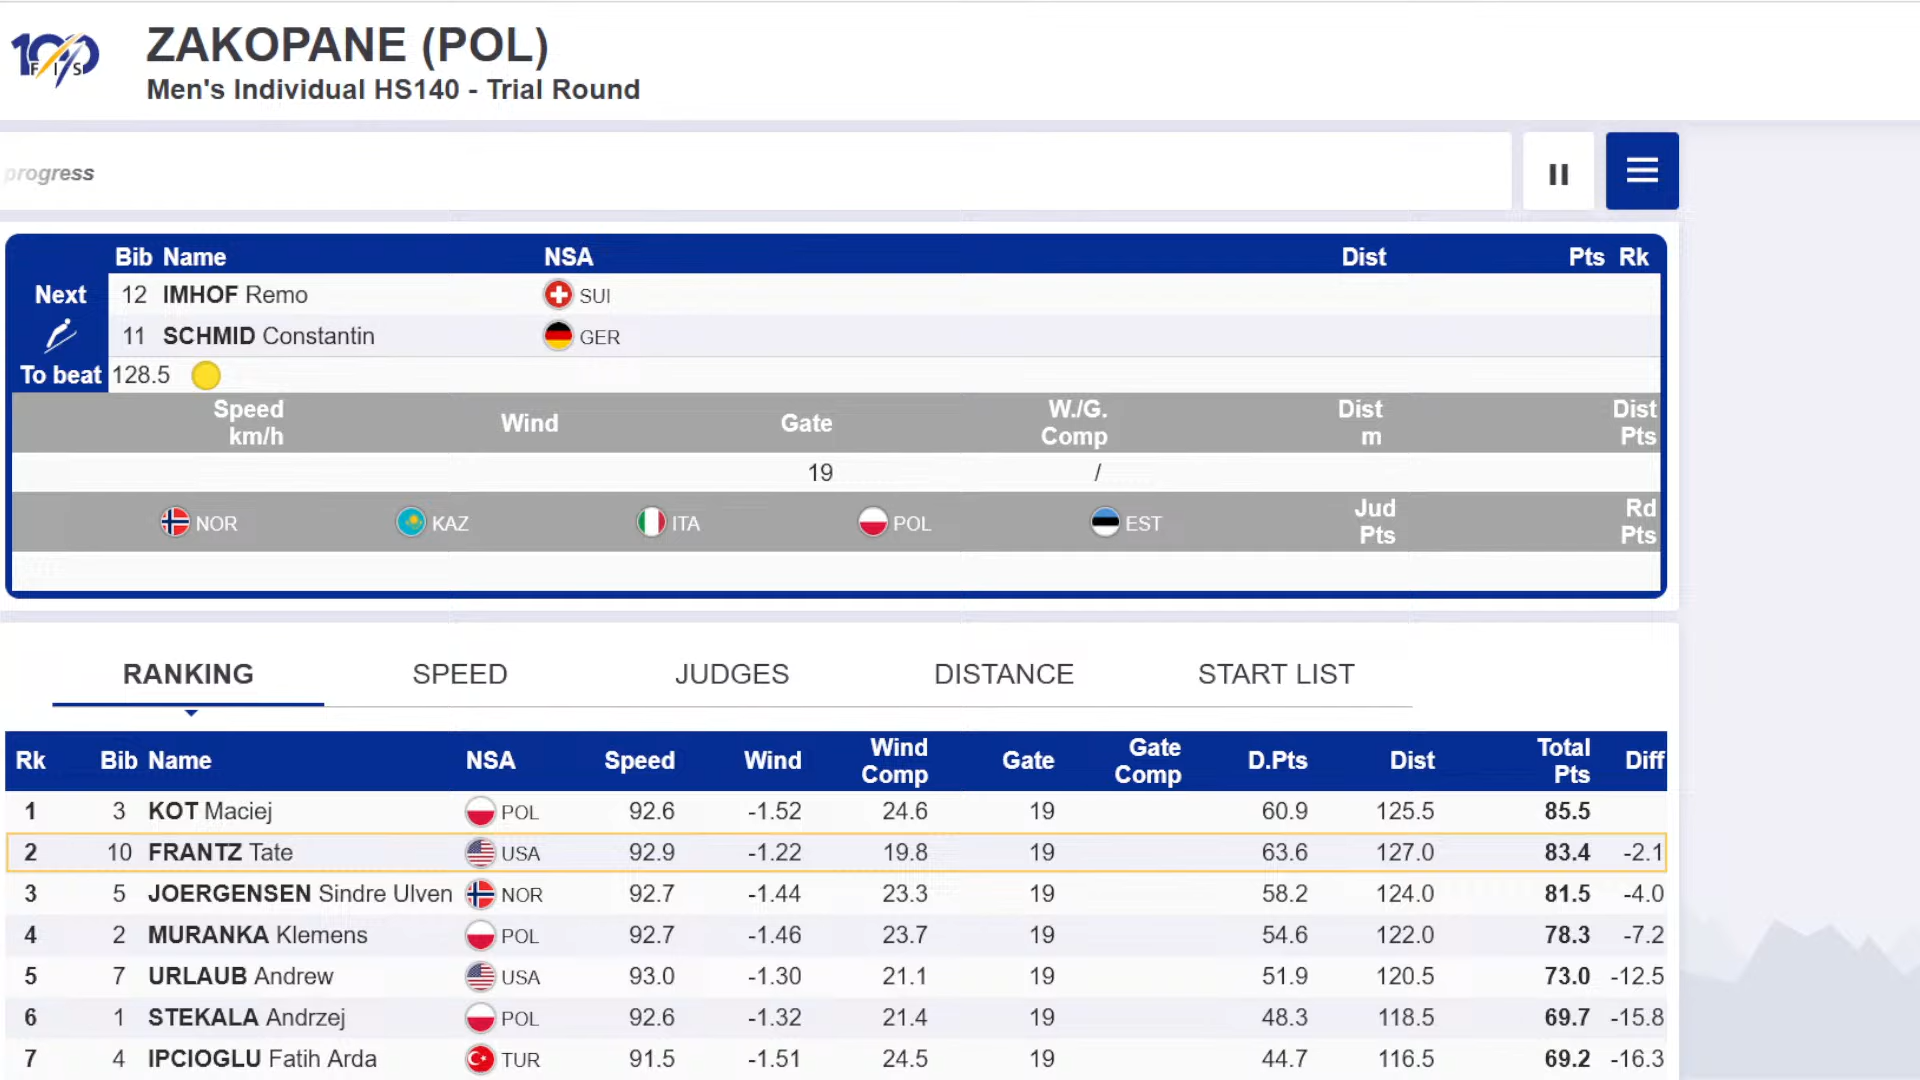 100
FIS
ZAKOPANE (POL)
Men's Individual HS140 - Trial Round
progress
Bib Name NSA Dist Pts Rk
Next 12 IMHOF Remo SUI
11 SCHMID Constantin GER
To beat 128.5
Speed km/h Wind Gate W./G. Comp Dist m Dist Pts
19 /
NOR KAZ ITA POL EST Jud Pts Rd Pts
RANKING SPEED JUDGES DISTANCE START LIST
Rk Bib Name NSA Speed Wind Wind Comp Gate Gate Comp D.Pts Dist Total Pts Diff
1 3 KOT Maciej POL 92.6 -1.52 24.6 19 60.9 125.5 85.5
2 10 FRANTZ Tate USA 92.9 -1.22 19.8 19 63.6 127.0 83.4 -2.1
3 5 JOERGENSEN Sindre Ulven NOR 92.7 -1.44 23.3 19 58.2 124.0 81.5 -4.0
4 2 MURANKA Klemens POL 92.7 -1.46 23.7 19 54.6 122.0 78.3 -7.2
5 7 URLAUB Andrew USA 93.0 -1.30 21.1 19 51.9 120.5 73.0 -12.5
6 1 STEKALA Andrzej POL 92.6 -1.32 21.4 19 48.3 118.5 69.7 -15.8
7 4 IPCIOGLU Fatih Arda TUR 91.5 -1.51 24.5 19 44.7 116.5 69.2 -16.3